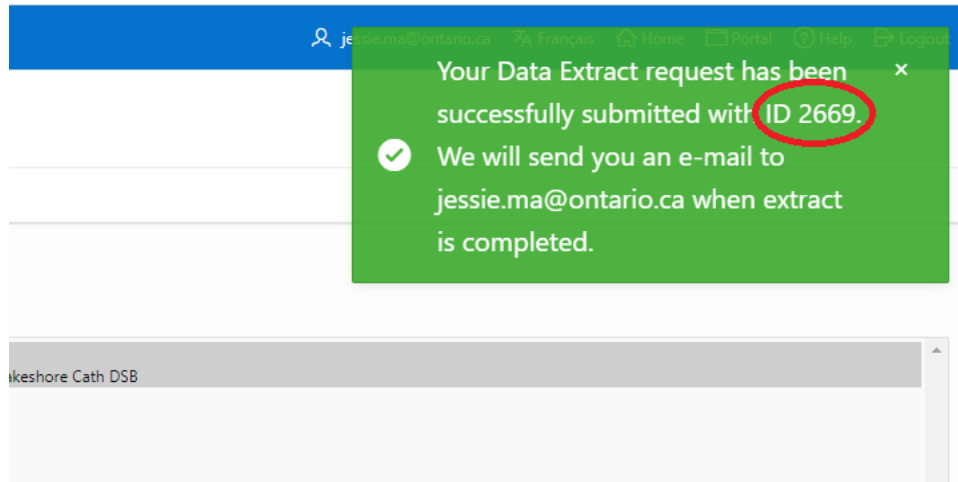 jessie.ma@ontario.ca Français Home Portal ? Help Logout
Your Data Extract request has been ×
successfully submitted with ID 2669.
We will send you an e-mail to
jessie.ma@ontario.ca when extract
is completed.
akeshore Cath DSB